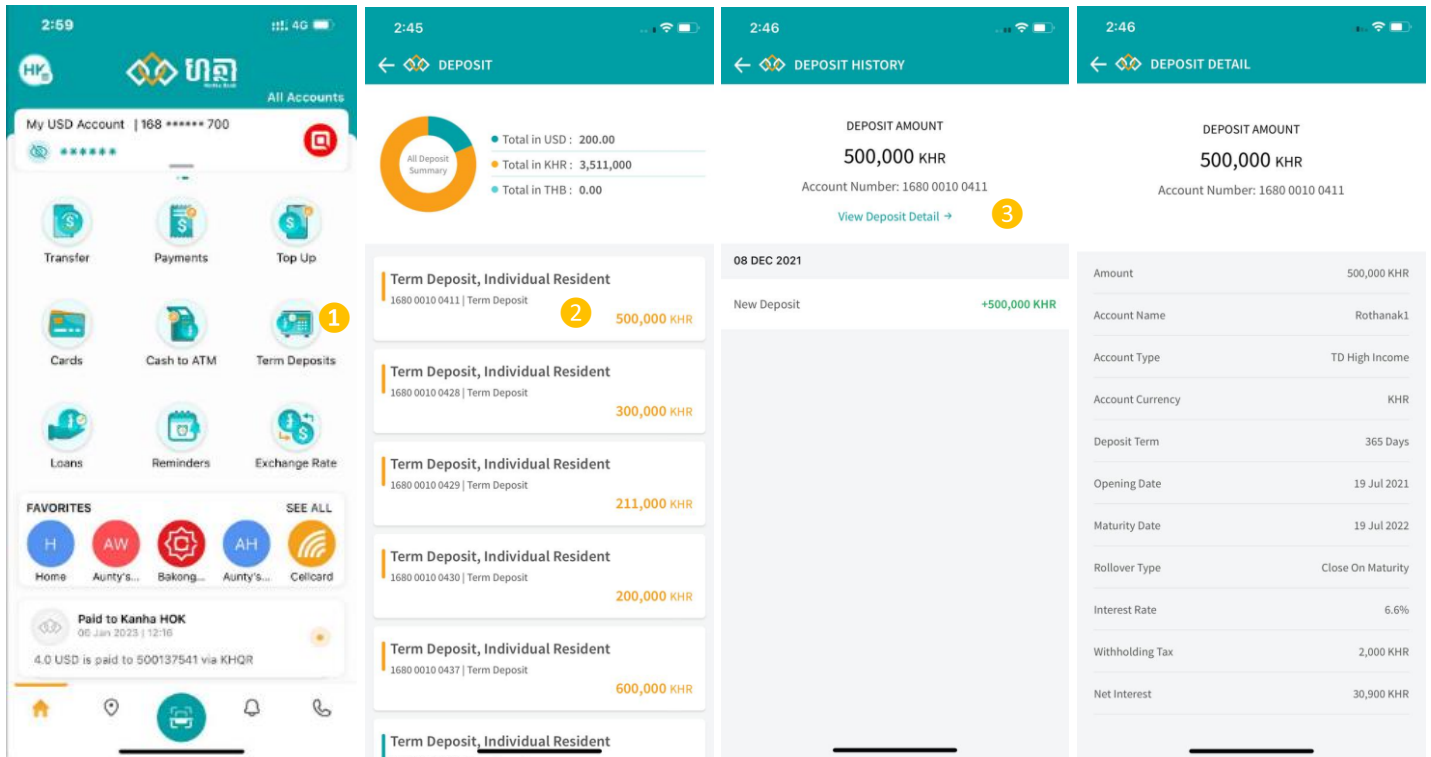 2:59
4G
HK
ហត្ថា
All Accounts
My USD Account | 168 ****** 700
******
Transfer
Payments
Top Up
Cards
Cash to ATM
Term Deposits
1
Loans
Reminders
Exchange Rate
FAVORITES
SEE ALL
H
AW
AH
Home
Aunty's...
Bakong...
Aunty's...
Cellcard
Paid to Kanha HOK
06 Jan 2023 | 12:16
4.0 USD is paid to 500137541 via KHQR
2:45
DEPOSIT
All Deposit
Summary
Total in USD : 200.00
Total in KHR : 3,511,000
Total in THB : 0.00
Term Deposit, Individual Resident
1680 0010 0411 | Term Deposit
2
500,000 KHR
Term Deposit, Individual Resident
1680 0010 0428 | Term Deposit
300,000 KHR
Term Deposit, Individual Resident
1680 0010 0429 | Term Deposit
211,000 KHR
Term Deposit, Individual Resident
1680 0010 0430 | Term Deposit
200,000 KHR
Term Deposit, Individual Resident
1680 0010 0437 | Term Deposit
600,000 KHR
Term Deposit, Individual Resident
2:46
DEPOSIT HISTORY
DEPOSIT AMOUNT
500,000 KHR
Account Number: 1680 0010 0411
View Deposit Detail →
3
08 DEC 2021
New Deposit +500,000 KHR
2:46
DEPOSIT DETAIL
DEPOSIT AMOUNT
500,000 KHR
Account Number: 1680 0010 0411
Amount 500,000 KHR
Account Name Rothanak1
Account Type TD High Income
Account Currency KHR
Deposit Term 365 Days
Opening Date 19 Jul 2021
Maturity Date 19 Jul 2022
Rollover Type Close On Maturity
Interest Rate 6.6%
Withholding Tax 2,000 KHR
Net Interest 30,900 KHR